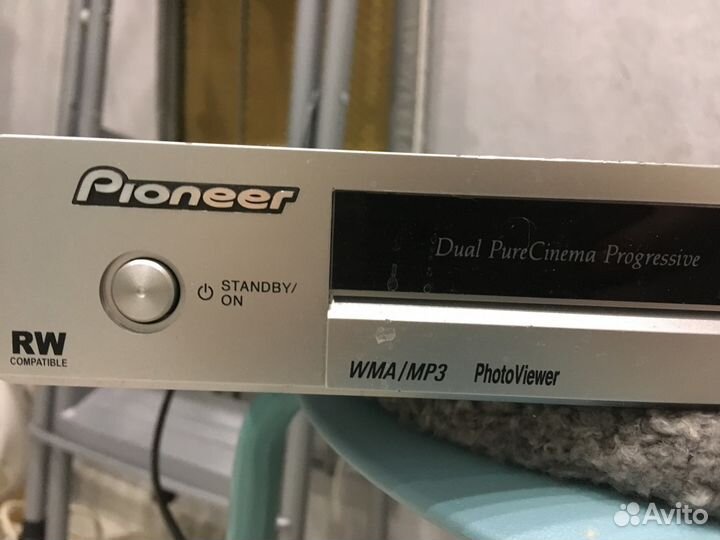 Pioneer
Dual PureCinema Progressive
STANDBY/
ON
RW
COMPATIBLE
WMA/MP3
PhotoViewer
Avito